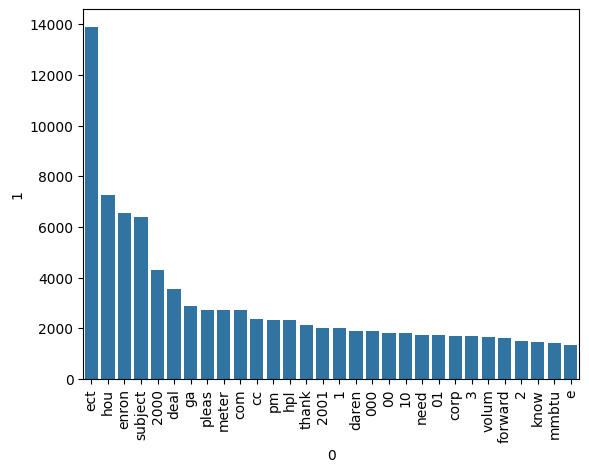 14000
12000
10000
8000
6000
4000
2000
0
1
ect
hou
enron
subject
2000
deal
ga
pleas
meter
com
cc
pm
hpl
thank
2001
1
daren
000
00
10
need
01
corp
3
volum
forward
2
know
mmbtu
e
0